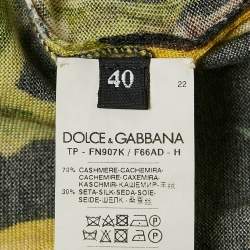 40
22
DOLCE & GABBANA
TP - FN907K / F66AD - H
70% CASHMERE-CACHEMIRA
CACHEMIRE-CAXEMIRA
KASCHMIR-КАШЕМИР-
30% SETA-SILK-SEDA-SOIE-
SEIDE-ШЕЛК -